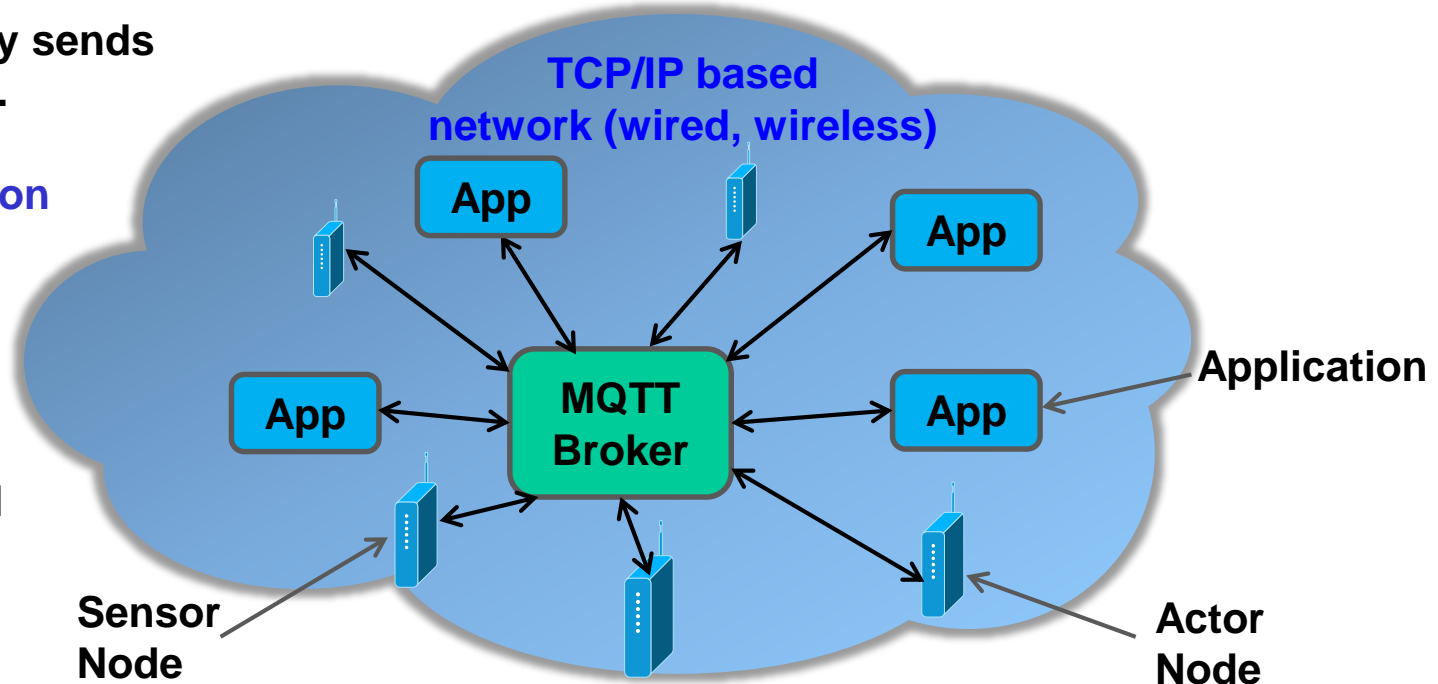 y sends
.
TCP/IP based
network (wired, wireless)
on
App
App
App
App
MQTT
Broker
Application
Sensor
Node
Actor
Node